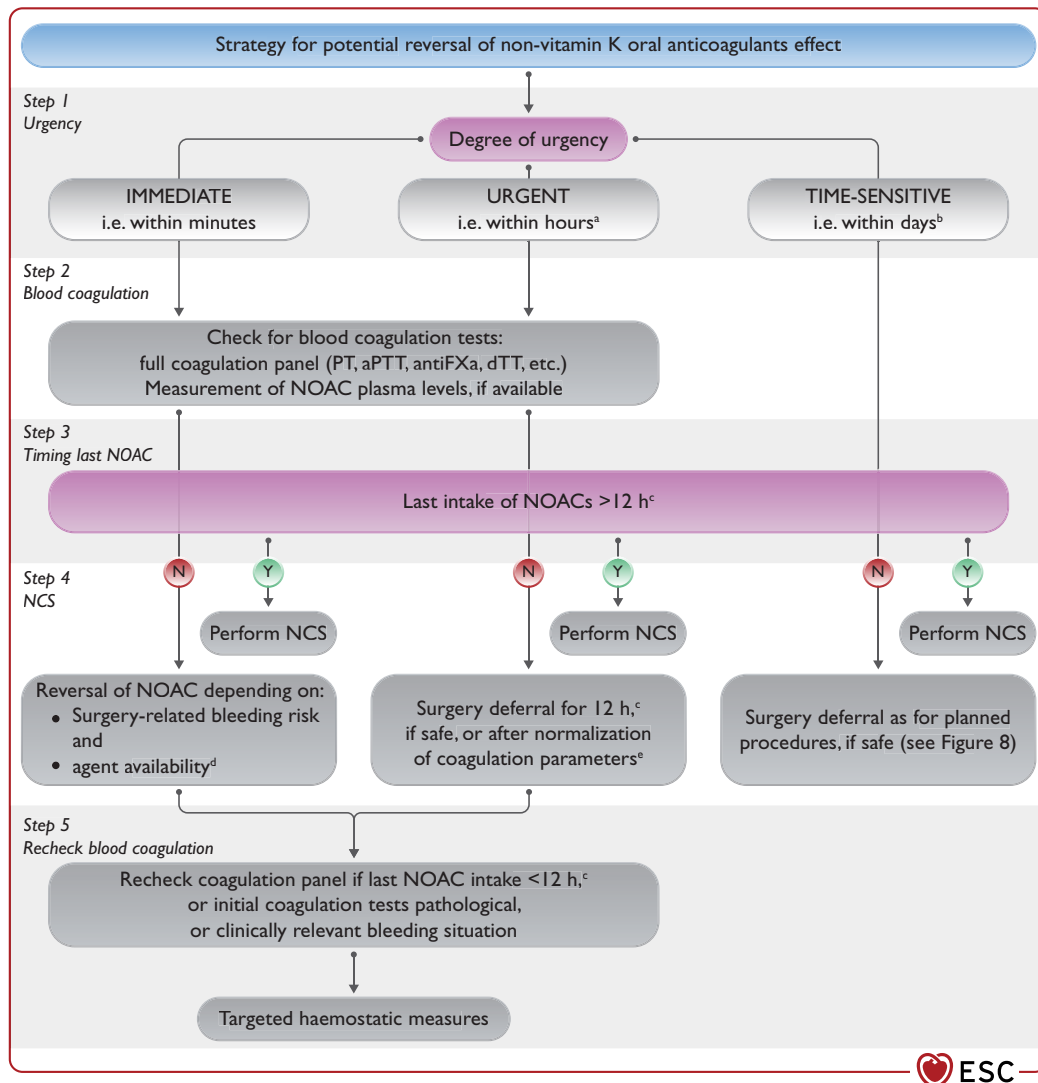 Strategy for potential reversal of non-vitamin K oral anticoagulants effect
Step 1
Urgency
Degree of urgency
IMMEDIATE
i.e. within minutes
URGENT
i.e. within hoursᵃ
TIME-SENSITIVE
i.e. within daysᵇ
Step 2
Blood coagulation
Check for blood coagulation tests:
full coagulation panel (PT, aPTT, antiFXa, dTT, etc.)
Measurement of NOAC plasma levels, if available
Step 3
Timing last NOAC
Last intake of NOACs >12 hᶜ
N
Y
N
Y
N
Y
Step 4
NCS
Perform NCS
Perform NCS
Perform NCS
Reversal of NOAC depending on:
• Surgery-related bleeding risk
and
• agent availabilityᵈ
Surgery deferral for 12 h,ᶜ
if safe, or after normalization
of coagulation parametersᵉ
Surgery deferral as for planned
procedures, if safe (see Figure 8)
Step 5
Recheck blood coagulation
Recheck coagulation panel if last NOAC intake <12 h,ᶜ
or initial coagulation tests pathological,
or clinically relevant bleeding situation
Targeted haemostatic measures
ESC